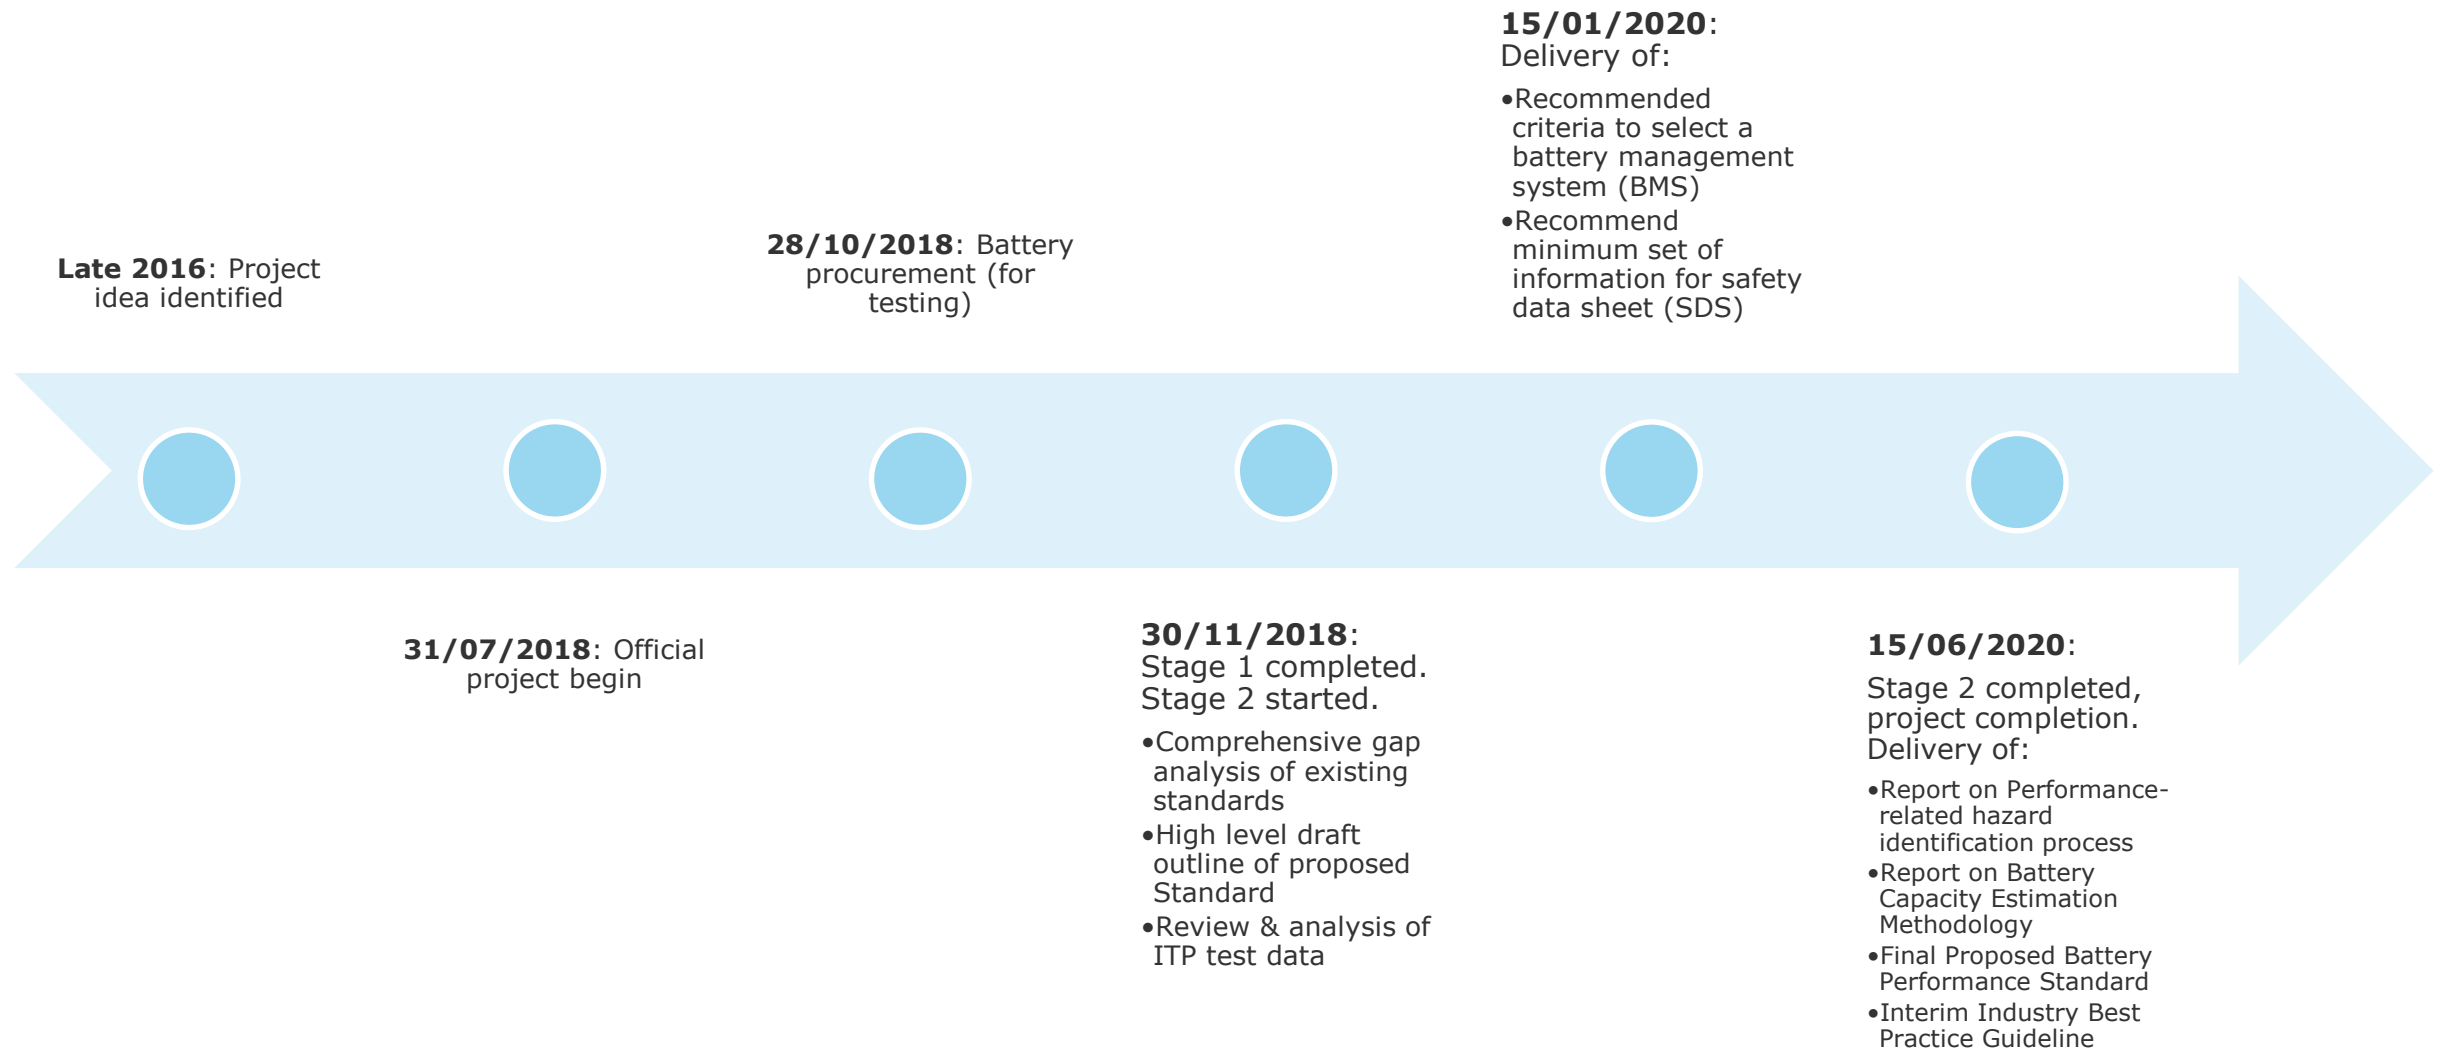 Late 2016: Project
idea identified
31/07/2018: Official
project begin
28/10/2018: Battery
procurement (for
testing)
30/11/2018:
Stage 1 completed.
Stage 2 started.
•Comprehensive gap
analysis of existing
standards
•High level draft
outline of proposed
Standard
•Review & analysis of
ITP test data
15/01/2020:
Delivery of:
•Recommended
criteria to select a
battery management
system (BMS)
•Recommend
minimum set of
information for safety
data sheet (SDS)
15/06/2020:
Stage 2 completed,
project completion.
Delivery of:
•Report on Performance-
related hazard
identification process
•Report on Battery
Capacity Estimation
Methodology
•Final Proposed Battery
Performance Standard
•Interim Industry Best
Practice Guideline